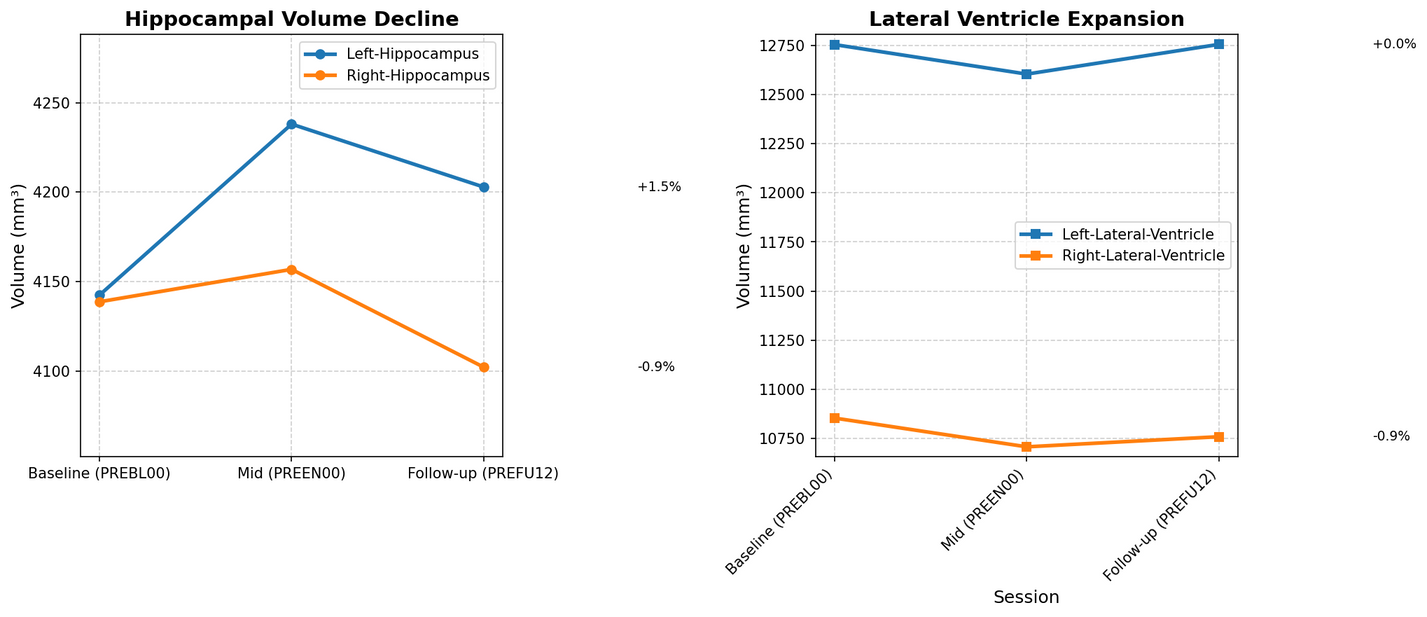 Hippocampal Volume Decline
Left-Hippocampus
Right-Hippocampus
Volume (mm³)
4250
4200
4150
4100
+1.5%
-0.9%
Baseline (PREBL00)
Mid (PREEN00)
Follow-up (PREFU12)
Lateral Ventricle Expansion
Left-Lateral-Ventricle
Right-Lateral-Ventricle
Volume (mm³)
12750
12500
12250
12000
11750
11500
11250
11000
10750
+0.0%
-0.9%
Baseline (PREBL00)
Mid (PREEN00)
Follow-up (PREFU12)
Session